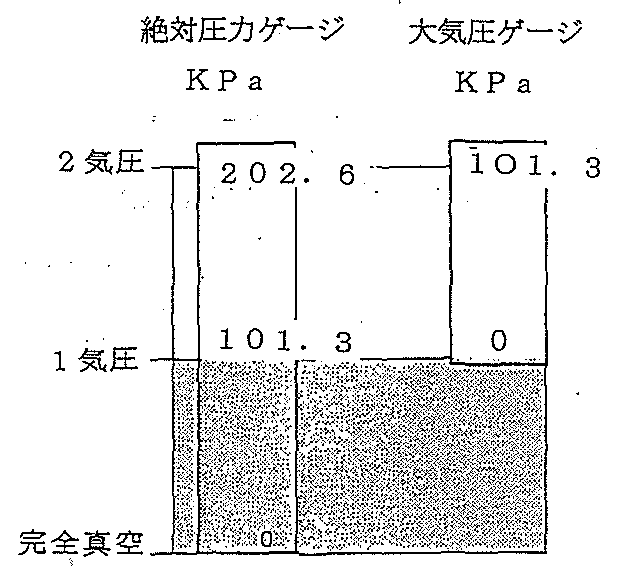 絶対圧力ゲージ 大気圧ゲージ
KPa KPa
2気圧 202.6 101.3
1気圧 101.3 0
完全真空 0